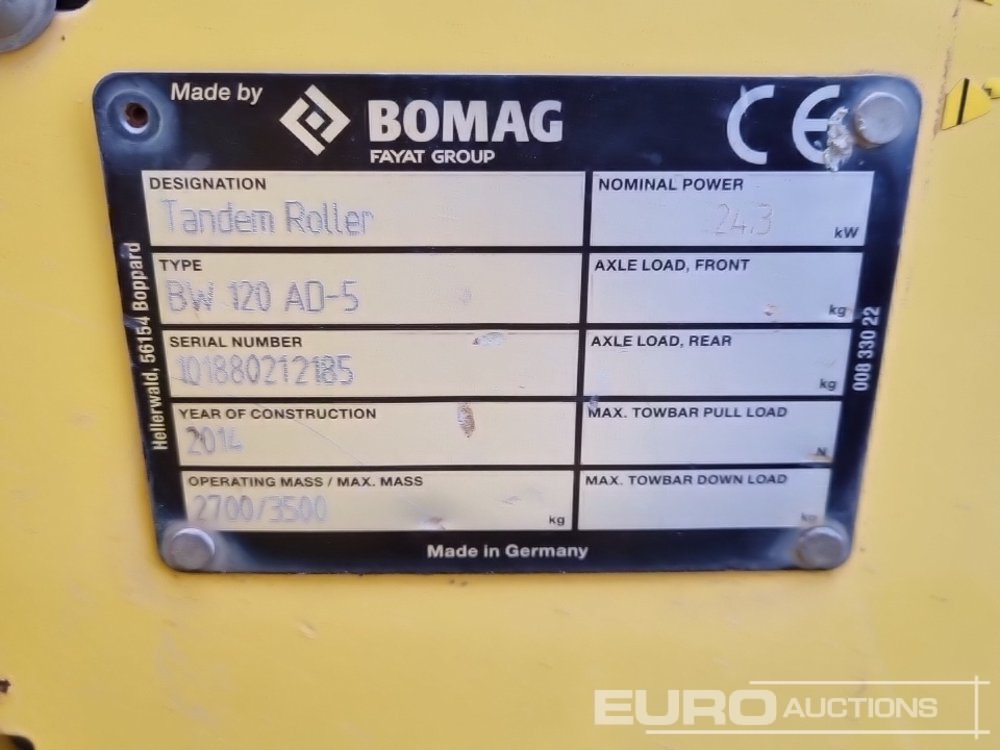 Made by
BOMAG
FAYAT GROUP
CE
DESIGNATION
Tandem Roller
NOMINAL POWER
24.3 kW
TYPE
BW 120 AD-5
AXLE LOAD, FRONT
kg
SERIAL NUMBER
101880212185
AXLE LOAD, REAR
kg
YEAR OF CONSTRUCTION
2014
MAX. TOWBAR PULL LOAD
N
OPERATING MASS / MAX. MASS
2700/3500 kg
MAX. TOWBAR DOWN LOAD
kg
Made in Germany
Hellerwald, 56154 Boppard
008 330 22
EURO AUCTIONS